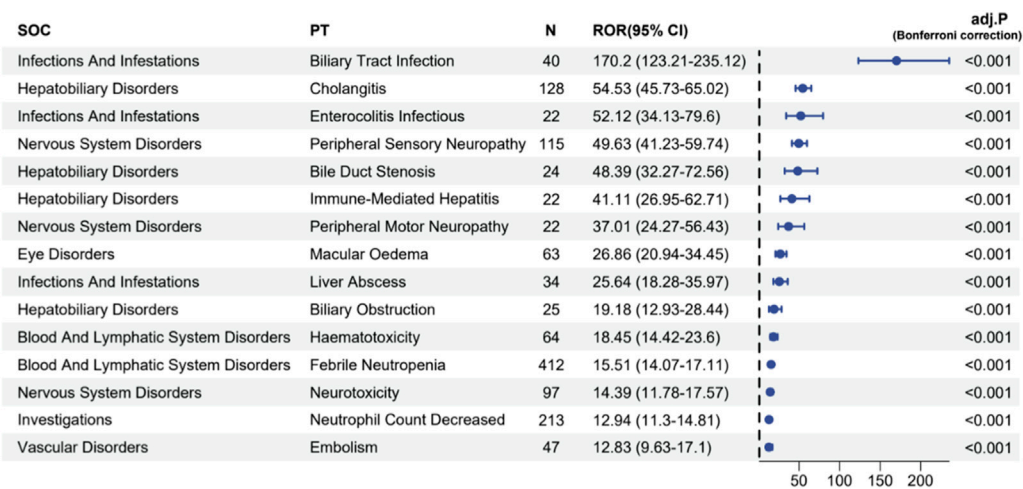 SOC PT N ROR(95% CI) adj.P
(Bonferroni correction)
Infections And Infestations Biliary Tract Infection 40 170.2 (123.21-235.12) <0.001
Hepatobiliary Disorders Cholangitis 128 54.53 (45.73-65.02) <0.001
Infections And Infestations Enterocolitis Infectious 22 52.12 (34.13-79.6) <0.001
Nervous System Disorders Peripheral Sensory Neuropathy 115 49.63 (41.23-59.74) <0.001
Hepatobiliary Disorders Bile Duct Stenosis 24 48.39 (32.27-72.56) <0.001
Hepatobiliary Disorders Immune-Mediated Hepatitis 22 41.11 (26.95-62.71) <0.001
Nervous System Disorders Peripheral Motor Neuropathy 22 37.01 (24.27-56.43) <0.001
Eye Disorders Macular Oedema 63 26.86 (20.94-34.45) <0.001
Infections And Infestations Liver Abscess 34 25.64 (18.28-35.97) <0.001
Hepatobiliary Disorders Biliary Obstruction 25 19.18 (12.93-28.44) <0.001
Blood And Lymphatic System Disorders Haematotoxicity 64 18.45 (14.42-23.6) <0.001
Blood And Lymphatic System Disorders Febrile Neutropenia 412 15.51 (14.07-17.11) <0.001
Nervous System Disorders Neurotoxicity 97 14.39 (11.78-17.57) <0.001
Investigations Neutrophil Count Decreased 213 12.94 (11.3-14.81) <0.001
Vascular Disorders Embolism 47 12.83 (9.63-17.1) <0.001
50 100 150 200